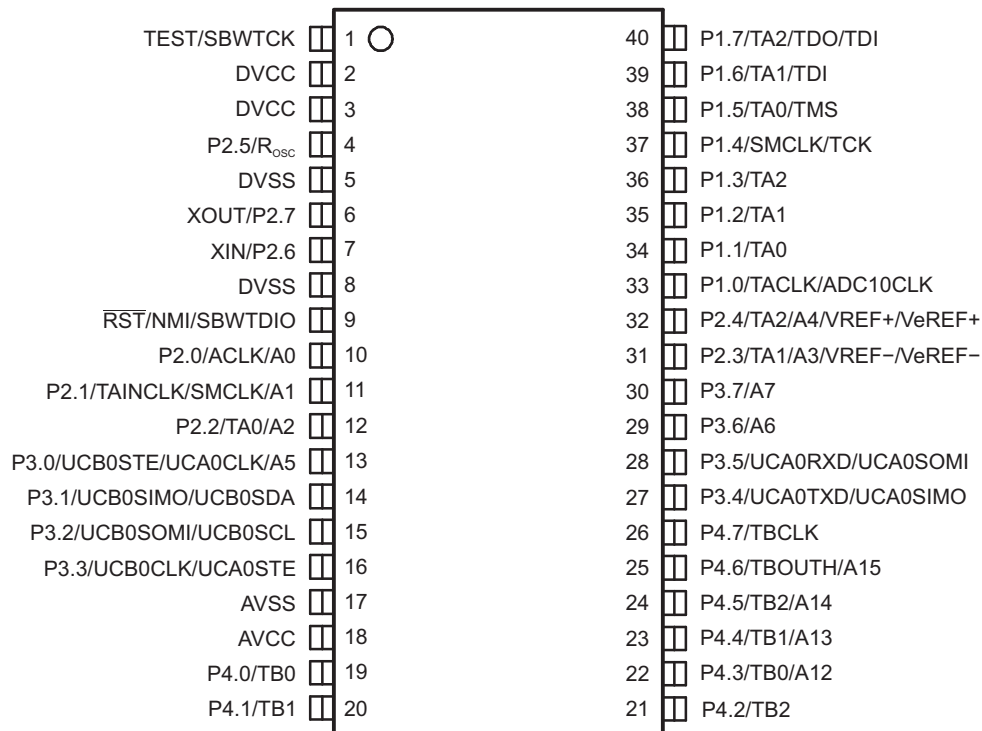 TEST/SBWTCK 1 40 P1.7/TA2/TDO/TDI
DVCC 2 39 P1.6/TA1/TDI
DVCC 3 38 P1.5/TA0/TMS
P2.5/ROSC 4 37 P1.4/SMCLK/TCK
DVSS 5 36 P1.3/TA2
XOUT/P2.7 6 35 P1.2/TA1
XIN/P2.6 7 34 P1.1/TA0
DVSS 8 33 P1.0/TACLK/ADC10CLK
RST/NMI/SBWTDIO 9 32 P2.4/TA2/A4/VREF+/VeREF+
P2.0/ACLK/A0 10 31 P2.3/TA1/A3/VREF−/VeREF−
P2.1/TAINCLK/SMCLK/A1 11 30 P3.7/A7
P2.2/TA0/A2 12 29 P3.6/A6
P3.0/UCB0STE/UCA0CLK/A5 13 28 P3.5/UCA0RXD/UCA0SOMI
P3.1/UCB0SIMO/UCB0SDA 14 27 P3.4/UCA0TXD/UCA0SIMO
P3.2/UCB0SOMI/UCB0SCL 15 26 P4.7/TBCLK
P3.3/UCB0CLK/UCA0STE 16 25 P4.6/TBOUTH/A15
AVSS 17 24 P4.5/TB2/A14
AVCC 18 23 P4.4/TB1/A13
P4.0/TB0 19 22 P4.3/TB0/A12
P4.1/TB1 20 21 P4.2/TB2